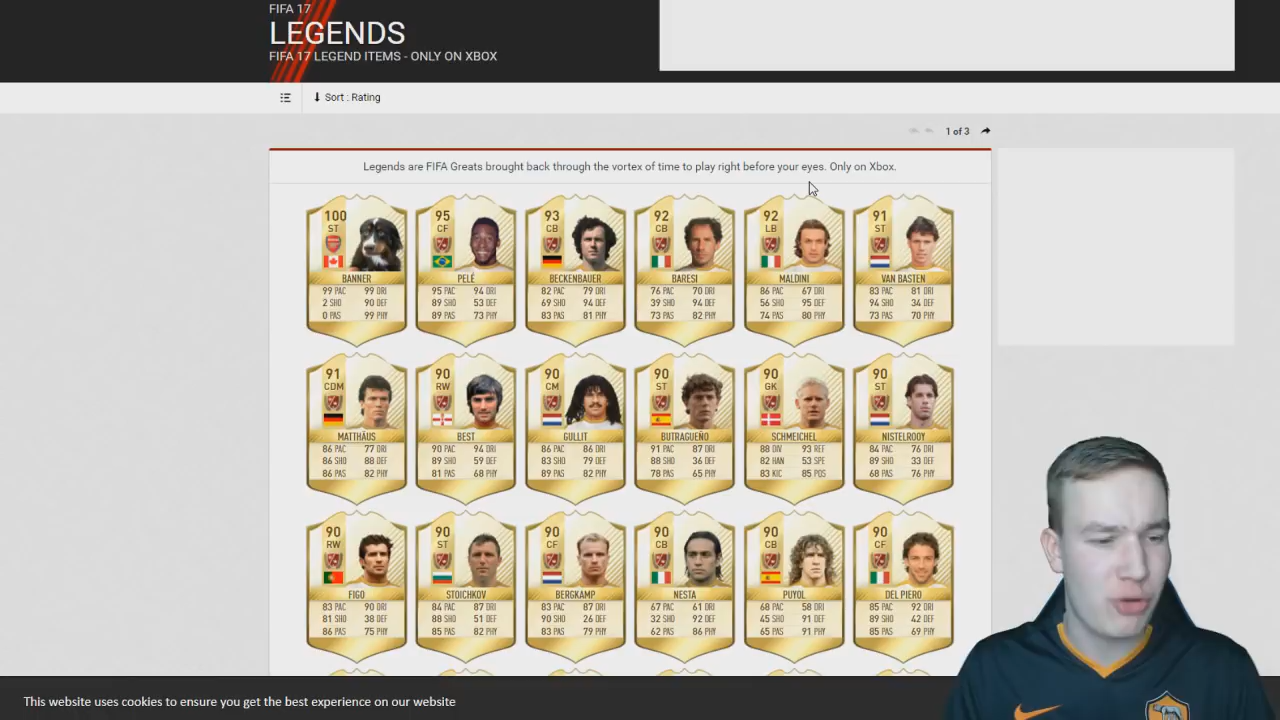 FIFA 17
LEGENDS
FIFA 17 LEGEND ITEMS - ONLY ON XBOX
Sort : Rating
1 of 3
Legends are FIFA Greats brought back through the vortex of time to play right before your eyes. Only on Xbox.
100 ST BANNER
99 PAC 99 DRI
2 SHO 90 DEF
0 PAS 99 PHY
95 CF PELÉ
95 PAC 94 DRI
89 SHO 53 DEF
89 PAS 73 PHY
93 CB BECKENBAUER
82 PAC 79 DRI
69 SHO 94 DEF
83 PAS 81 PHY
92 CB BARESI
76 PAC 70 DRI
39 SHO 94 DEF
73 PAS 82 PHY
92 LB MALDINI
86 PAC 67 DRI
56 SHO 95 DEF
74 PAS 80 PHY
91 ST VAN BASTEN
83 PAC 81 DRI
94 SHO 34 DEF
73 PAS 70 PHY
91 CDM MATTHÄUS
86 PAC 77 DRI
86 SHO 88 DEF
86 PAS 82 PHY
90 RW BEST
90 PAC 94 DRI
89 SHO 59 DEF
81 PAS 68 PHY
90 CM GULLIT
86 PAC 86 DRI
83 SHO 79 DEF
89 PAS 82 PHY
90 ST BUTRAGUEÑO
91 PAC 87 DRI
88 SHO 36 DEF
78 PAS 65 PHY
90 GK SCHMEICHEL
88 DIV 93 REF
82 HAN 53 SPE
83 KIC 85 POS
90 ST NISTELROOY
84 PAC 76 DRI
89 SHO 33 DEF
68 PAS 76 PHY
90 RW FIGO
83 PAC 90 DRI
81 SHO 38 DEF
86 PAS 75 PHY
90 ST STOICHKOV
84 PAC 87 DRI
88 SHO 51 DEF
85 PAS 82 PHY
90 CF BERGKAMP
83 PAC 87 DRI
90 SHO 26 DEF
83 PAS 79 PHY
90 CB NESTA
67 PAC 61 DRI
32 SHO 92 DEF
62 PAS 86 PHY
90 CB PUYOL
68 PAC 58 DRI
45 SHO 91 DEF
65 PAS 91 PHY
90 CF DEL PIERO
85 PAC 92 DRI
89 SHO 42 DEF
85 PAS 69 PHY
This website uses cookies to ensure you get the best experience on our website